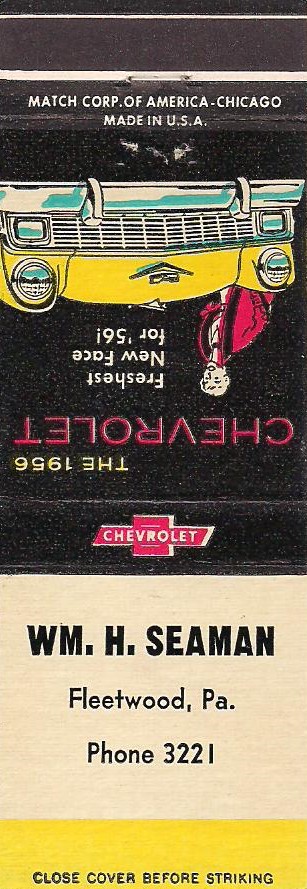 MATCH CORP. OF AMERICA-CHICAGO
MADE IN U.S.A.
THE 1956
CHEVROLET
Freshest
New Face
for '56!
CHEVROLET
WM. H. SEAMAN
Fleetwood, Pa.
Phone 3221
CLOSE COVER BEFORE STRIKING